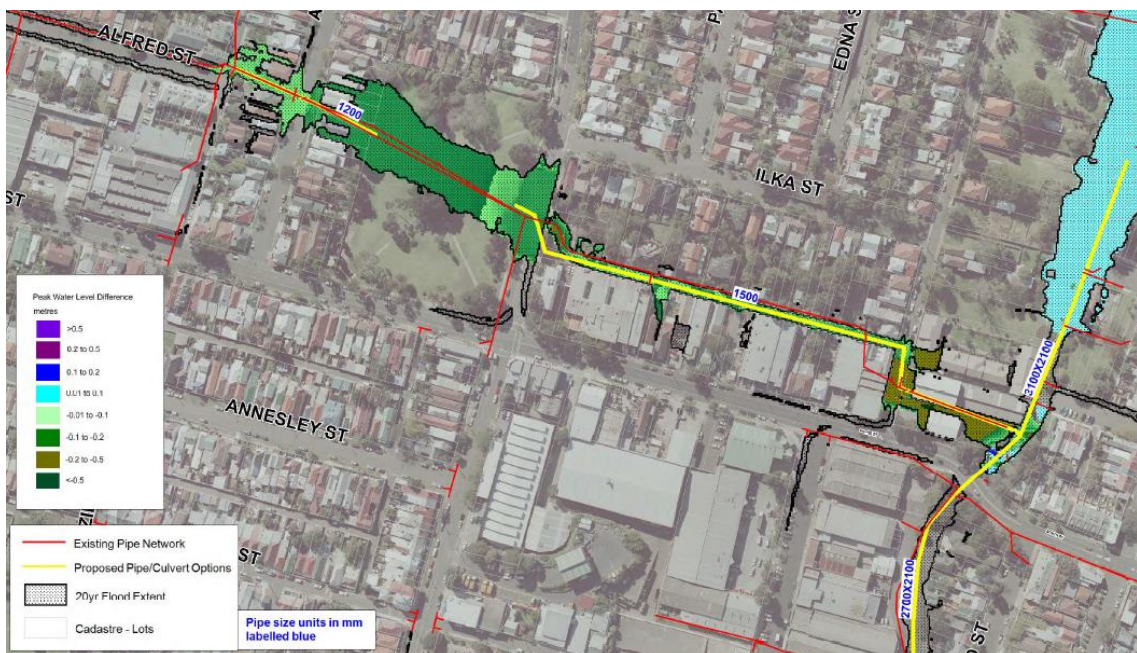 ALFRED ST
A
PA
EDNA S
1200
ILKA ST
ST
1500
3100X2100
ANNESLEY ST
2700X2100
ST
ST
Peak Water Level Difference
metres
>0.5
0.2 to 0.5
0.1 to 0.2
0.01 to 0.1
-0.01 to -0.1
-0.1 to -0.2
-0.2 to -0.5
<-0.5
Existing Pipe Network
Proposed Pipe/Culvert Options
20yr Flood Extent
Cadastre - Lots
Pipe size units in mm
labelled blue